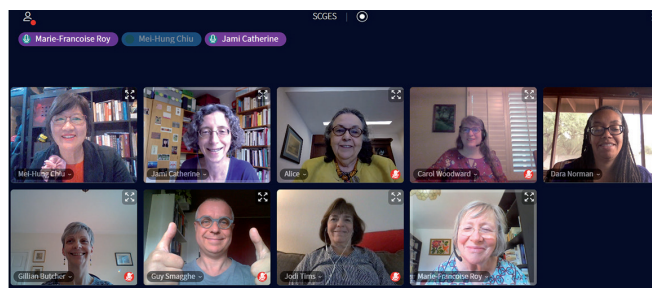 SCGES
Marie-Francoise Roy
Mei-Hung Chiu
Jami Catherine
Mei-Hung Chiu
Jami Catherine
Alice
Carol Woodward
Dara Norman
Gillian Butcher
Guy Smagghe
Jodi Tims
Marie-Francoise Roy